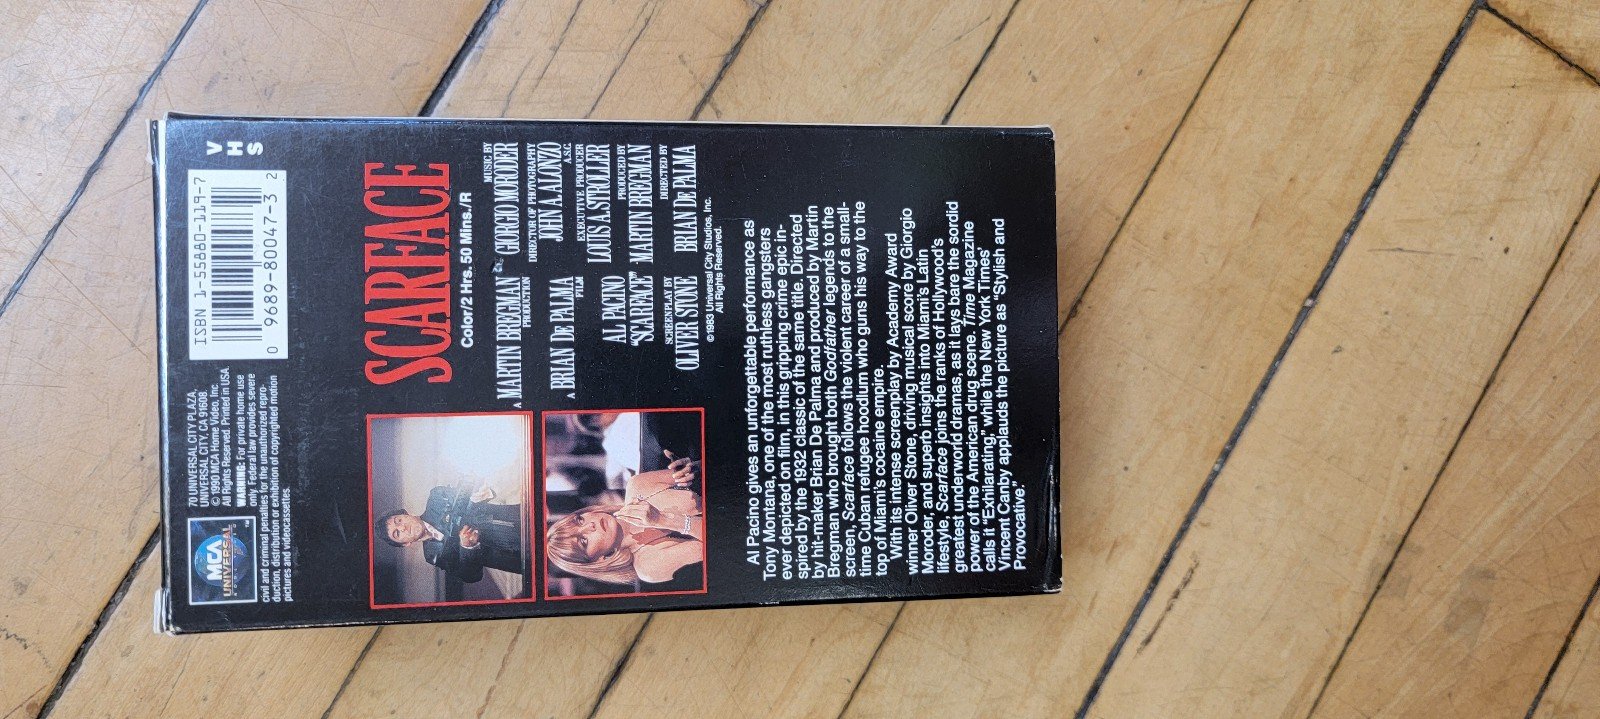 MCA
UNIVERSAL
70 UNIVERSAL CITY PLAZA,
UNIVERSAL CITY, CA 91608.
© 1990 MCA Home Video, Inc.
All Rights Reserved. Printed in USA.
WARNING: For private home use
only. Federal law provides severe
civil and criminal penalties for the unauthorized repro-
duction, distribution or exhibition of copyrighted motion
pictures and videocassettes.
ISBN 1-55880-119-7
0 9689-80047-3 2
VHS
SCARFACE
Color/2 Hrs. 50 Mins./R
A MARTIN BREGMAN
PRODUCTION
A BRIAN DE PALMA
FILM
AL PACINO
"SCARFACE"
SCREENPLAY BY
OLIVER STONE
MUSIC BY
GIORGIO MORODER
DIRECTOR OF PHOTOGRAPHY
JOHN A. ALONZO
A.S.C.
EXECUTIVE PRODUCER
LOUIS A. STROLLER
PRODUCED BY
MARTIN BREGMAN
DIRECTED BY
BRIAN DE PALMA
© 1983 Universal City Studios, Inc.
All Rights Reserved.
Al Pacino gives an unforgettable performance as
Tony Montana, one of the most ruthless gangsters
ever depicted on film, in this gripping crime epic in-
spired by the 1932 classic of the same title. Directed
by hit-maker Brian De Palma and produced by Martin
Bregman who brought both Godfather legends to the
screen, Scarface follows the violent career of a small-
time Cuban refugee hoodlum who guns his way to the
top of Miami's cocaine empire.
With its intense screenplay by Academy Award
winner Oliver Stone, driving musical score by Giorgio
Moroder, and superb insights into Miami's Latin
lifestyle, Scarface joins the ranks of Hollywood's
greatest underworld dramas, as it lays bare the sordid
power of the American drug scene. Time Magazine
calls it "Exhilarating," while the New York Times'
Vincent Canby applauds the picture as "Stylish and
Provocative."